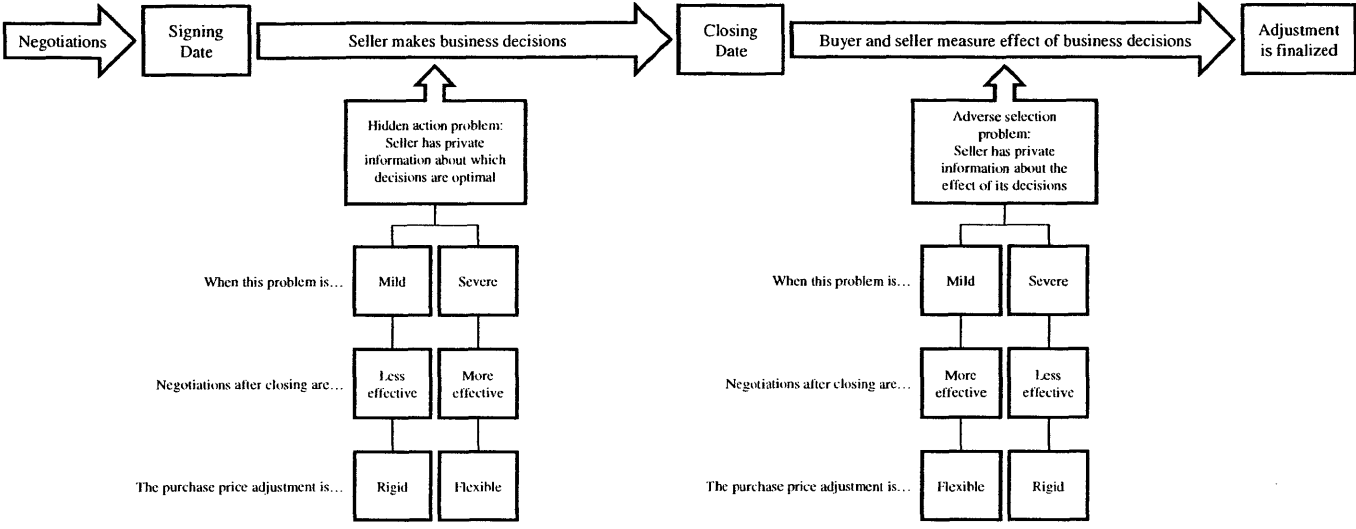 Negotiations
Signing
Date
Seller makes business decisions
Closing
Date
Buyer and seller measure effect of business decisions
Adjustment
is finalized
Hidden action problem:
Seller has private
information about which
decisions are optimal
Adverse selection
problem:
Seller has private
information about the
effect of its decisions
When this problem is…
Mild
Severe
When this problem is…
Mild
Severe
Negotiations after closing are…
Less
effective
More
effective
Negotiations after closing are…
More
effective
Less
effective
The purchase price adjustment is…
Rigid
Flexible
The purchase price adjustment is…
Flexible
Rigid